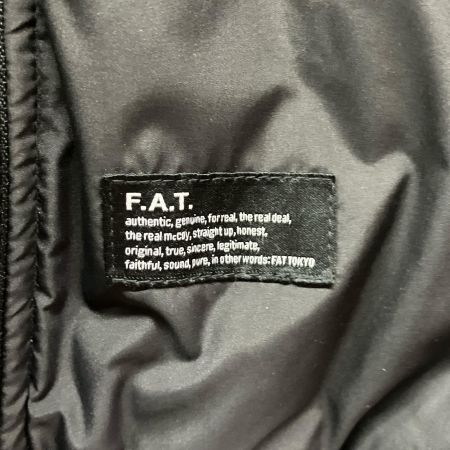 F.A.T.
authentic, genuine, for real, the real deal,
the real mccoy, straight up, honest,
original, true, sincere, legitimate,
faithful, sound, pure, in other words: FAT TOKYO